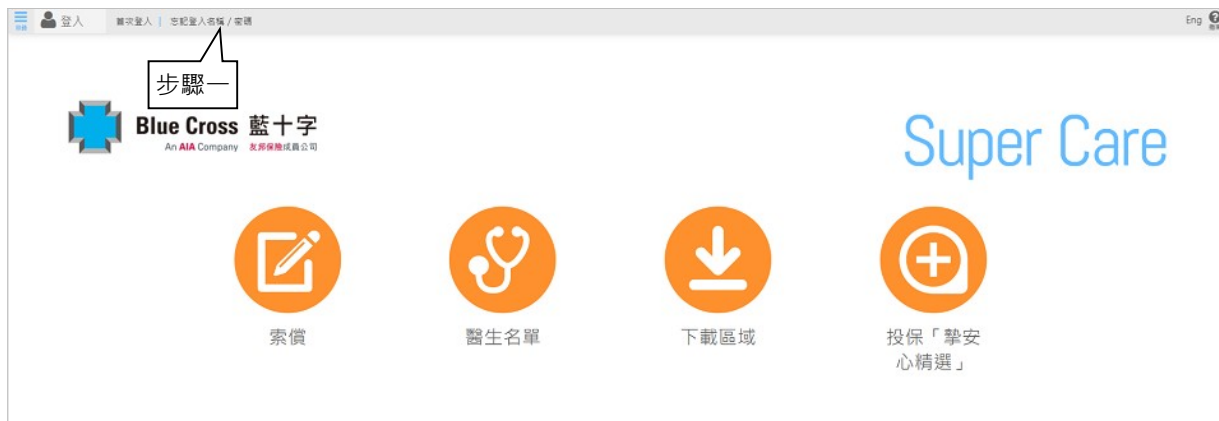 登入 首次登入 | 忘記登入名稱 / 密碼 Eng
步驟一
Blue Cross 藍十字
An AIA Company 友邦保險成員公司
Super Care
索償 醫生名單 下載區域 投保「摯安
心精選」